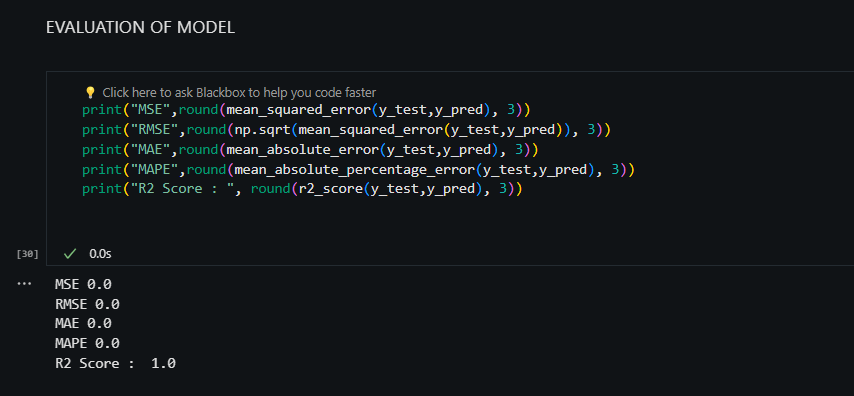 EVALUATION OF MODEL
💡 Click here to ask Blackbox to help you code faster
print("MSE",round(mean_squared_error(y_test,y_pred), 3))
print("RMSE",round(np.sqrt(mean_squared_error(y_test,y_pred)), 3))
print("MAE",round(mean_absolute_error(y_test,y_pred), 3))
print("MAPE",round(mean_absolute_percentage_error(y_test,y_pred), 3))
print("R2 Score : ", round(r2_score(y_test,y_pred), 3))
[30] ✓ 0.0s
... MSE 0.0
RMSE 0.0
MAE 0.0
MAPE 0.0
R2 Score :  1.0